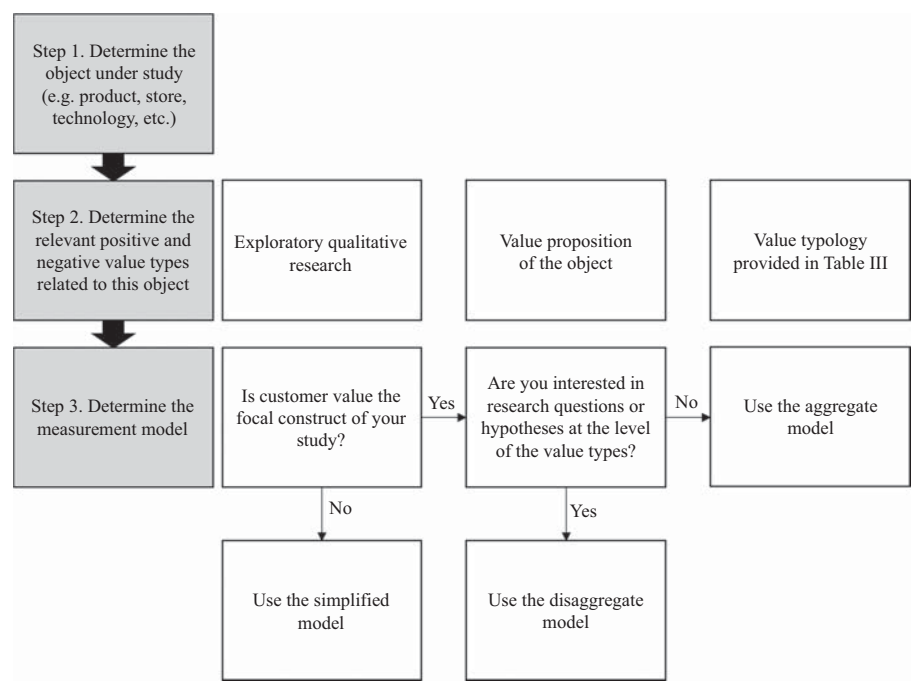 Step 1. Determine the
object under study
(e.g. product, store,
technology, etc.)
Step 2. Determine the
relevant positive and
negative value types
related to this object
Exploratory qualitative
research
Value proposition
of the object
Value typology
provided in Table III
Step 3. Determine the
measurement model
Is customer value the
focal construct of your
study?
Yes
Are you interested in
research questions or
hypotheses at the level
of the value types?
No
Use the aggregate
model
No
Yes
Use the simplified
model
Use the disaggregate
model